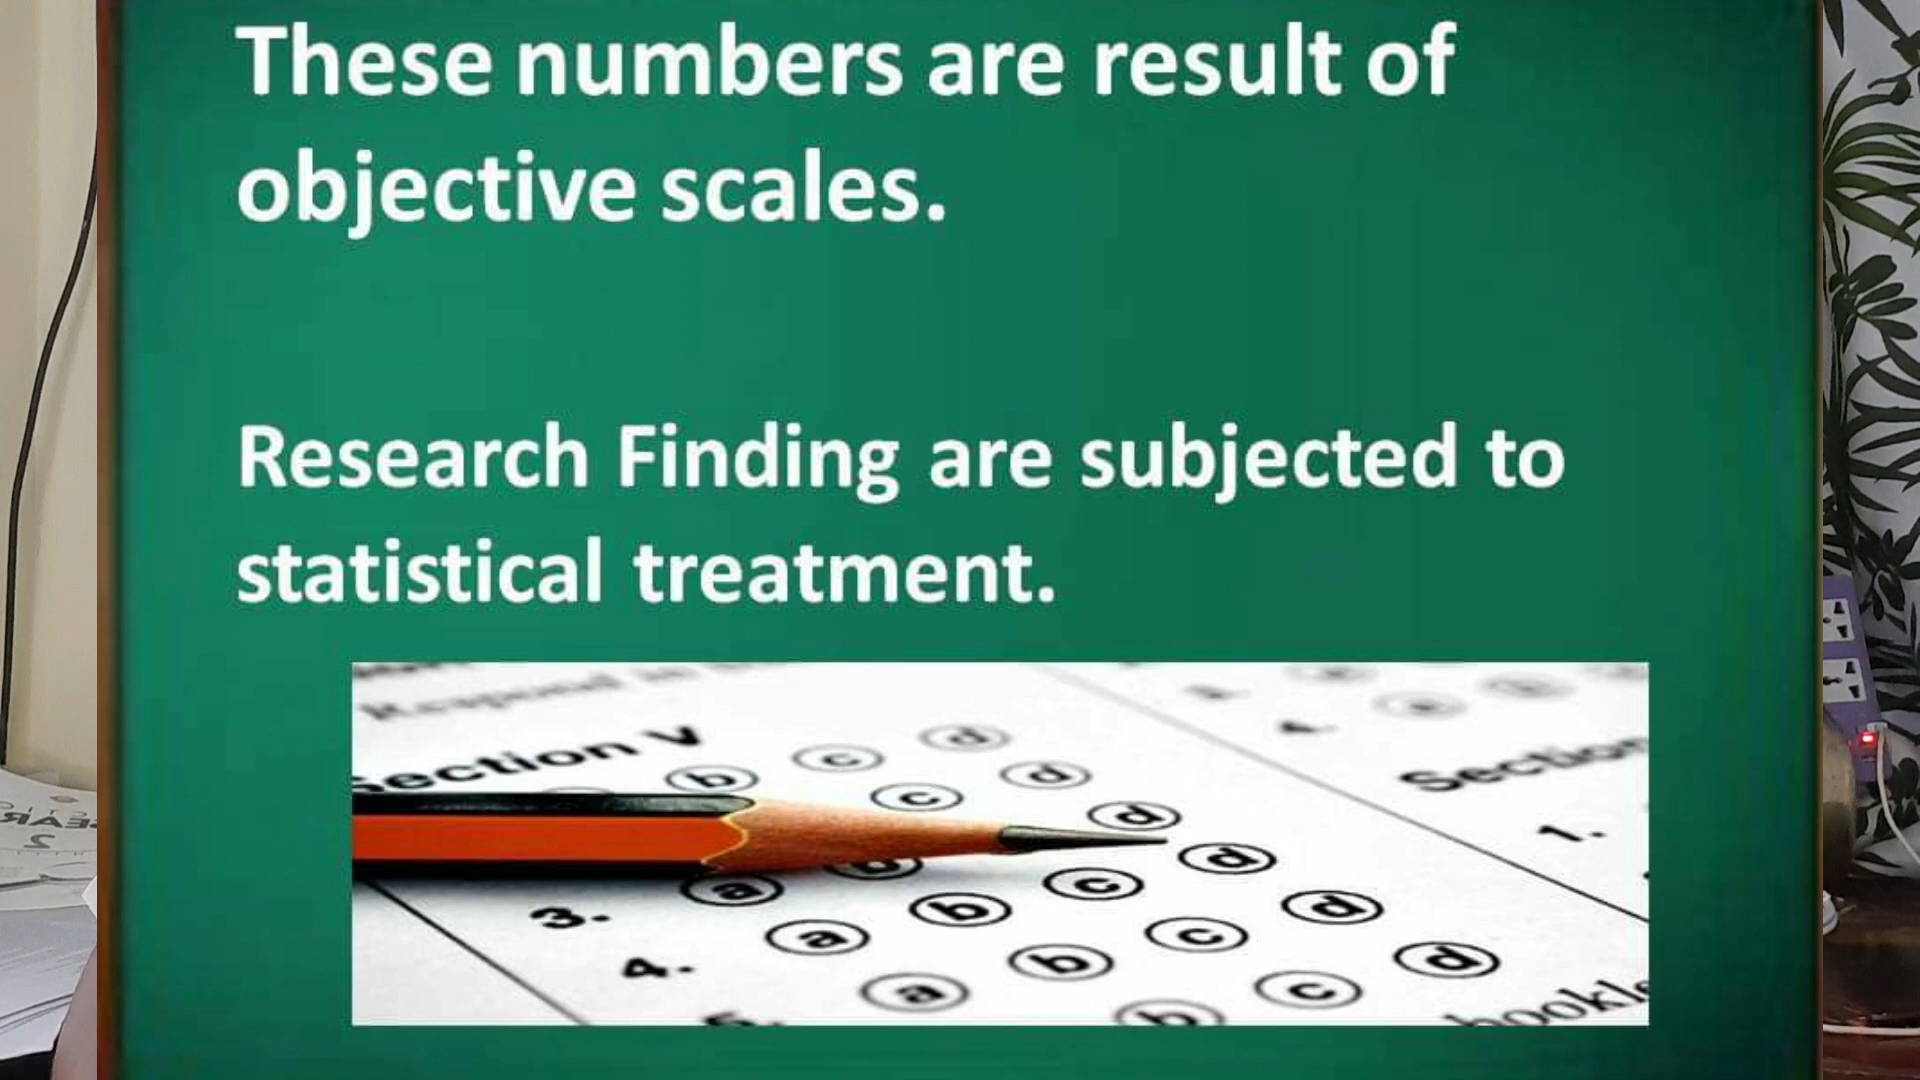 These numbers are result of
objective scales.
Research Finding are subjected to
statistical treatment.
Section V
Section
b c d
c d
d
3. a d
4. a b c d
a b c d
b c
1.
2